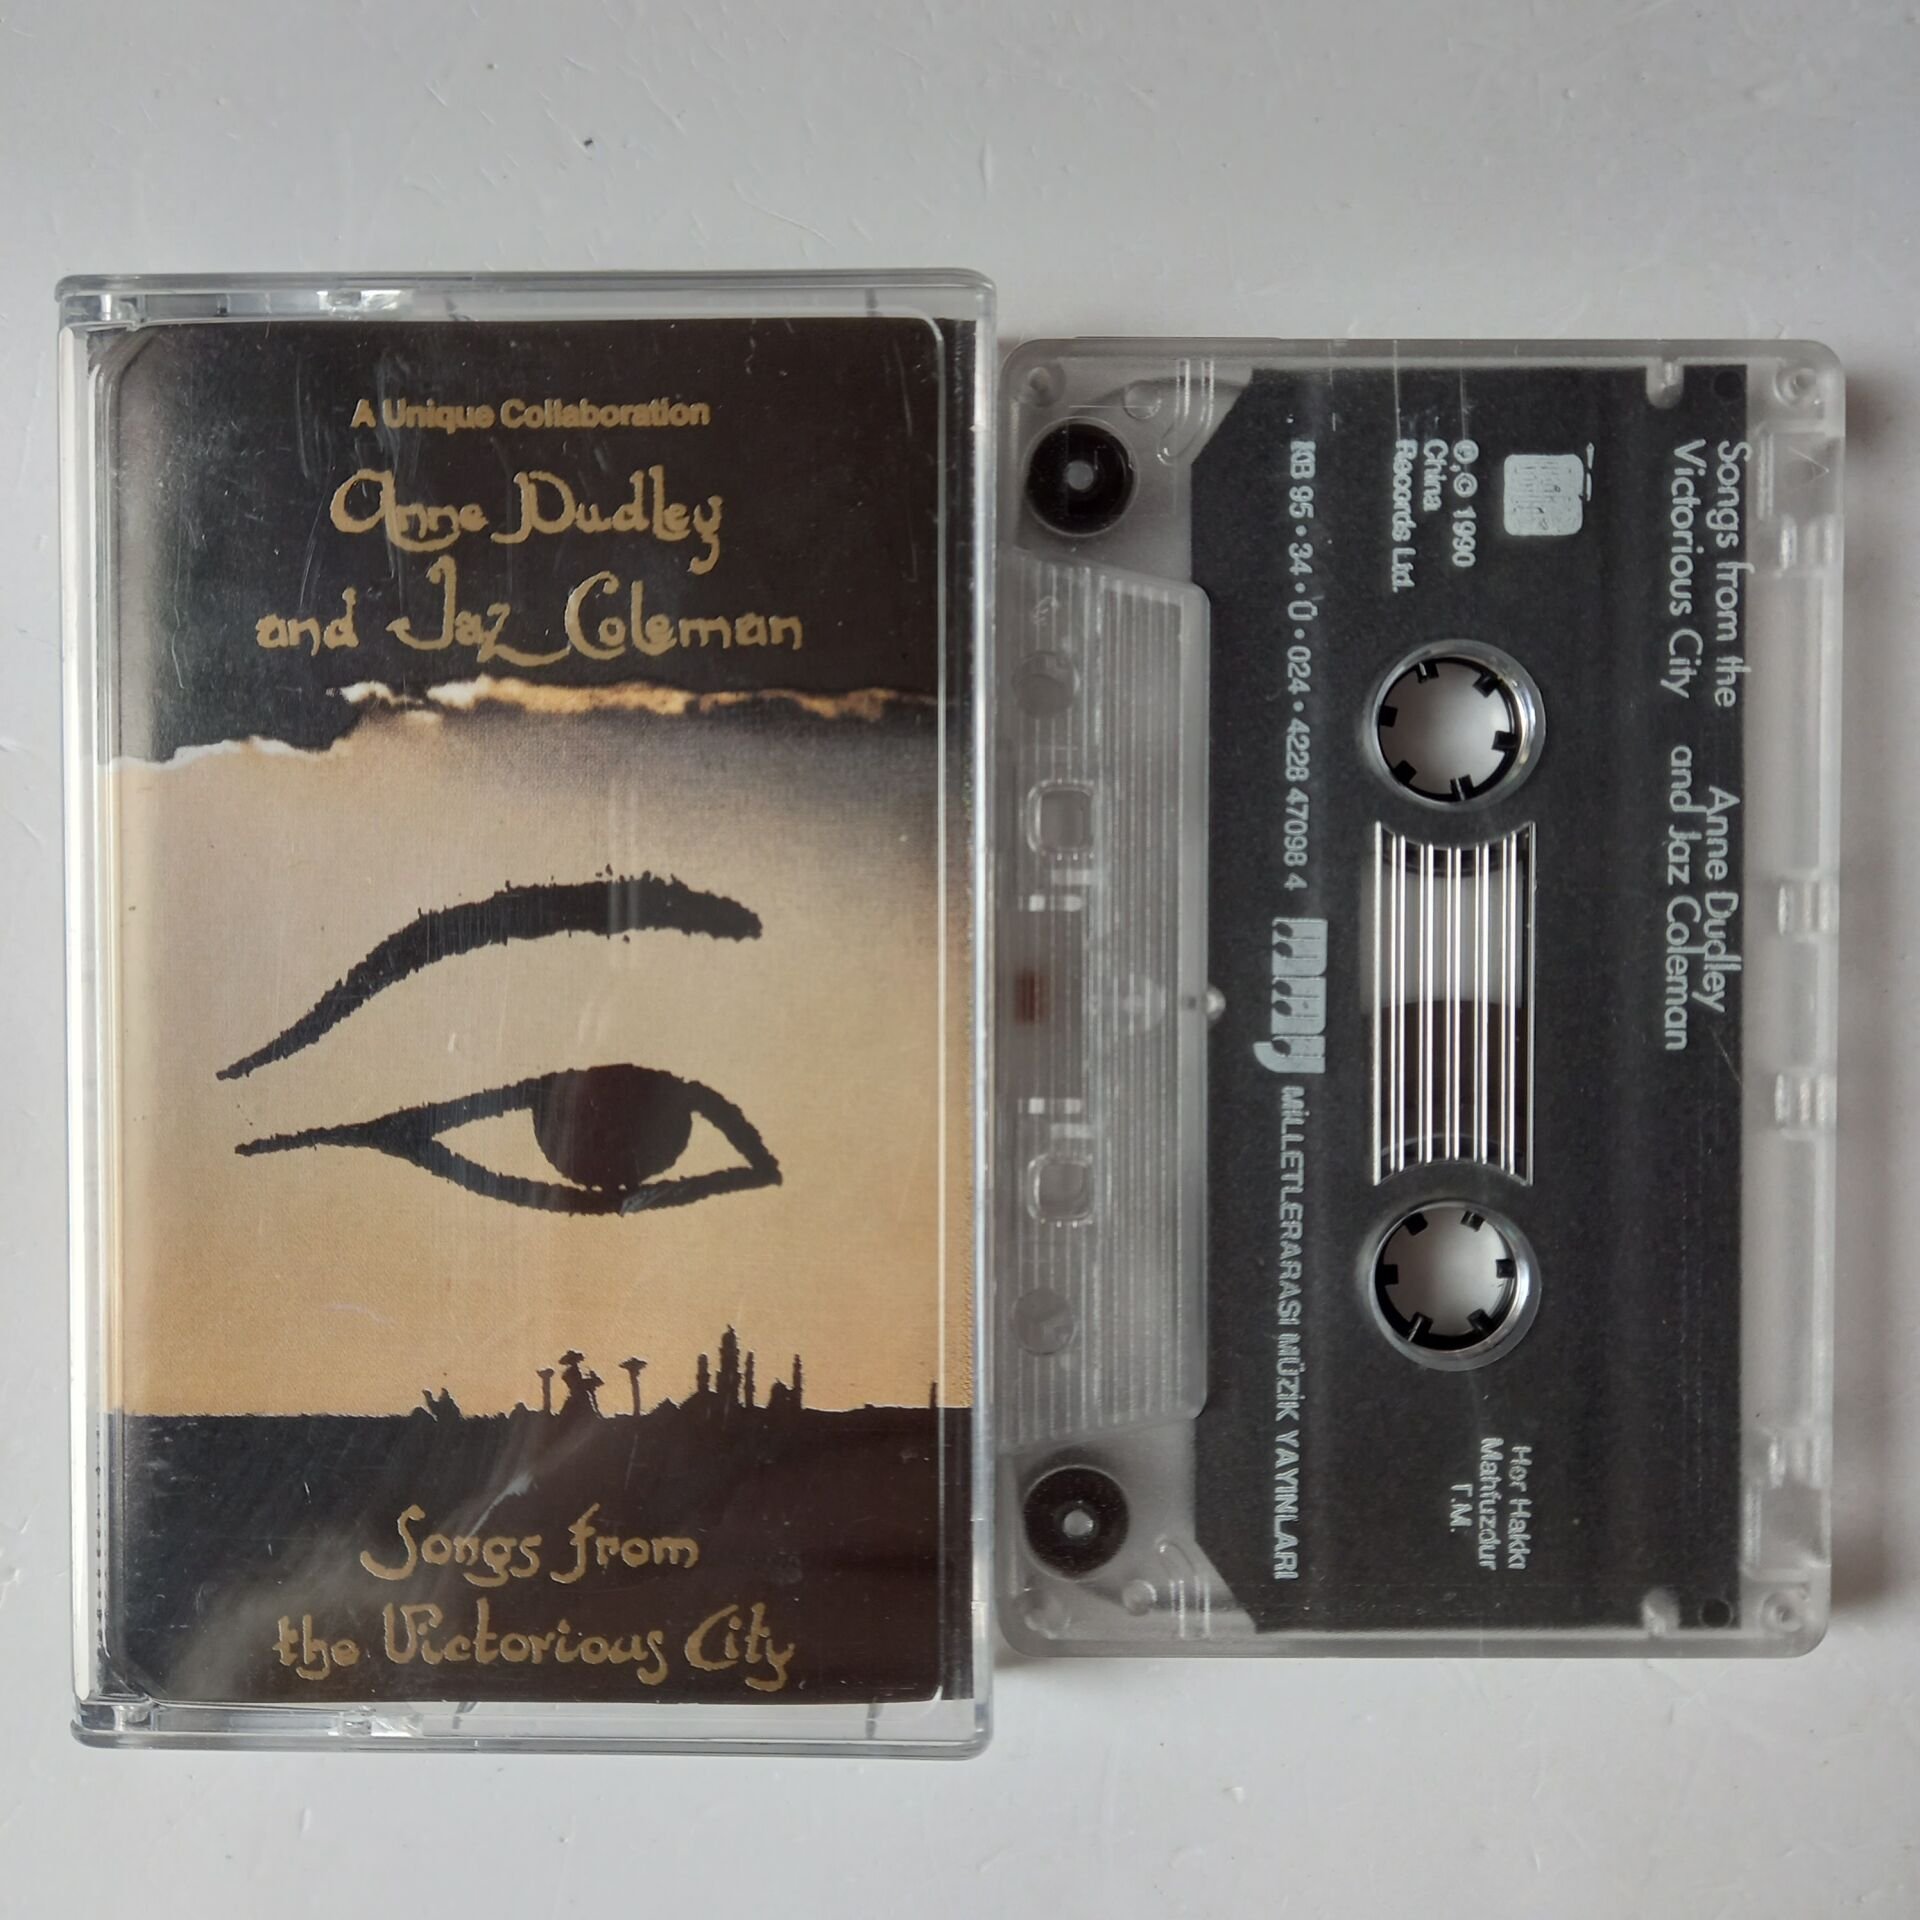 A Unique Collaboration
Anne Dudley
and Jaz Coleman
Songs from
the Victorious City
Songs from the
Victorious City
Anne Dudley
and Jaz Coleman
℗,© 1990
China
Records Ltd.
KB 95 • 34 • Ü • 024 • 4228 47098 4
MİLLETLERARASI MÜZİK YAYINLARI
Her Hakkı
Mahfuzdur
T.M.